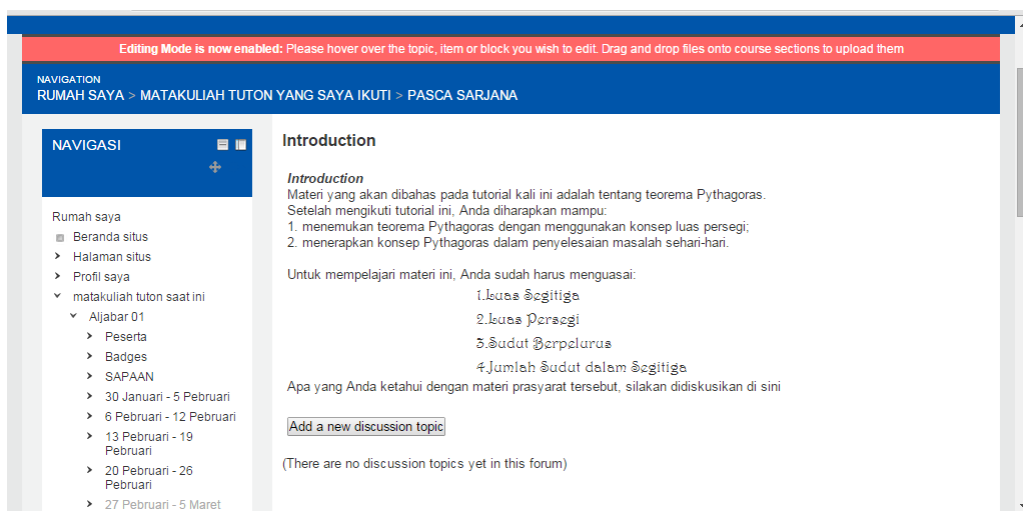 Editing Mode is now enabled: Please hover over the topic, item or block you wish to edit. Drag and drop files onto course sections to upload them
NAVIGATION
RUMAH SAYA > MATAKULIAH TUTON YANG SAYA IKUTI > PASCA SARJANA
NAVIGASI
Rumah saya
Beranda situs
Halaman situs
Profil saya
matakuliah tuton saat ini
Aljabar 01
Peserta
Badges
SAPAAN
30 Januari - 5 Pebruari
6 Pebruari - 12 Pebruari
13 Pebruari - 19
Pebruari
20 Pebruari - 26
Pebruari
27 Pebruari - 5 Maret
Introduction
Introduction
Materi yang akan dibahas pada tutorial kali ini adalah tentang teorema Pythagoras.
Setelah mengikuti tutorial ini, Anda diharapkan mampu:
1. menemukan teorema Pythagoras dengan menggunakan konsep luas persegi;
2. menerapkan konsep Pythagoras dalam penyelesaian masalah sehari-hari.
Untuk mempelajari materi ini, Anda sudah harus menguasai:
1.Luas Segitiga
2.Luas Persegi
3.Sudut Berpelurus
4.Jumlah Sudut dalam Segitiga
Apa yang Anda ketahui dengan materi prasyarat tersebut, silakan didiskusikan di sini
Add a new discussion topic
(There are no discussion topics yet in this forum)